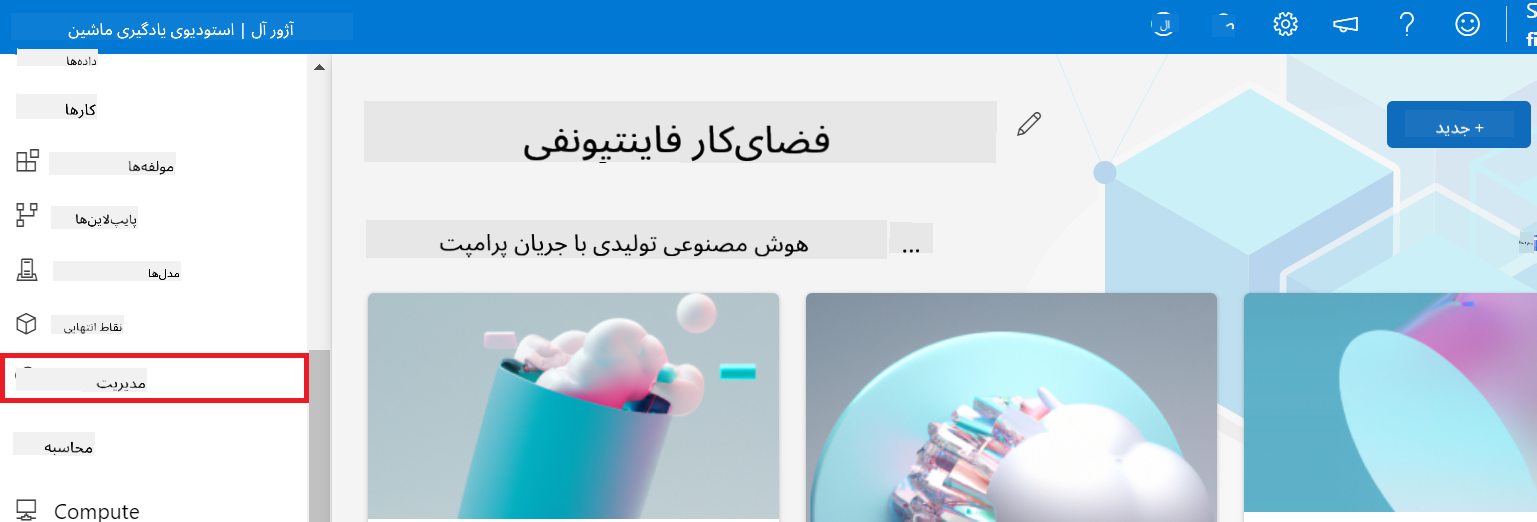 آژور آل | استودیوی یادگیری ماشین
ال
داده‌ها
کارها
مولفه‌ها
پایپ‌لاین‌ها
مدل‌ها
نقاط انتهایی
مدیریت
محاسبه
Compute
فضای‌کار فاینتیونفی
+ جدید
هوش مصنوعی تولیدی با جریان پرامپت
...
S
fi